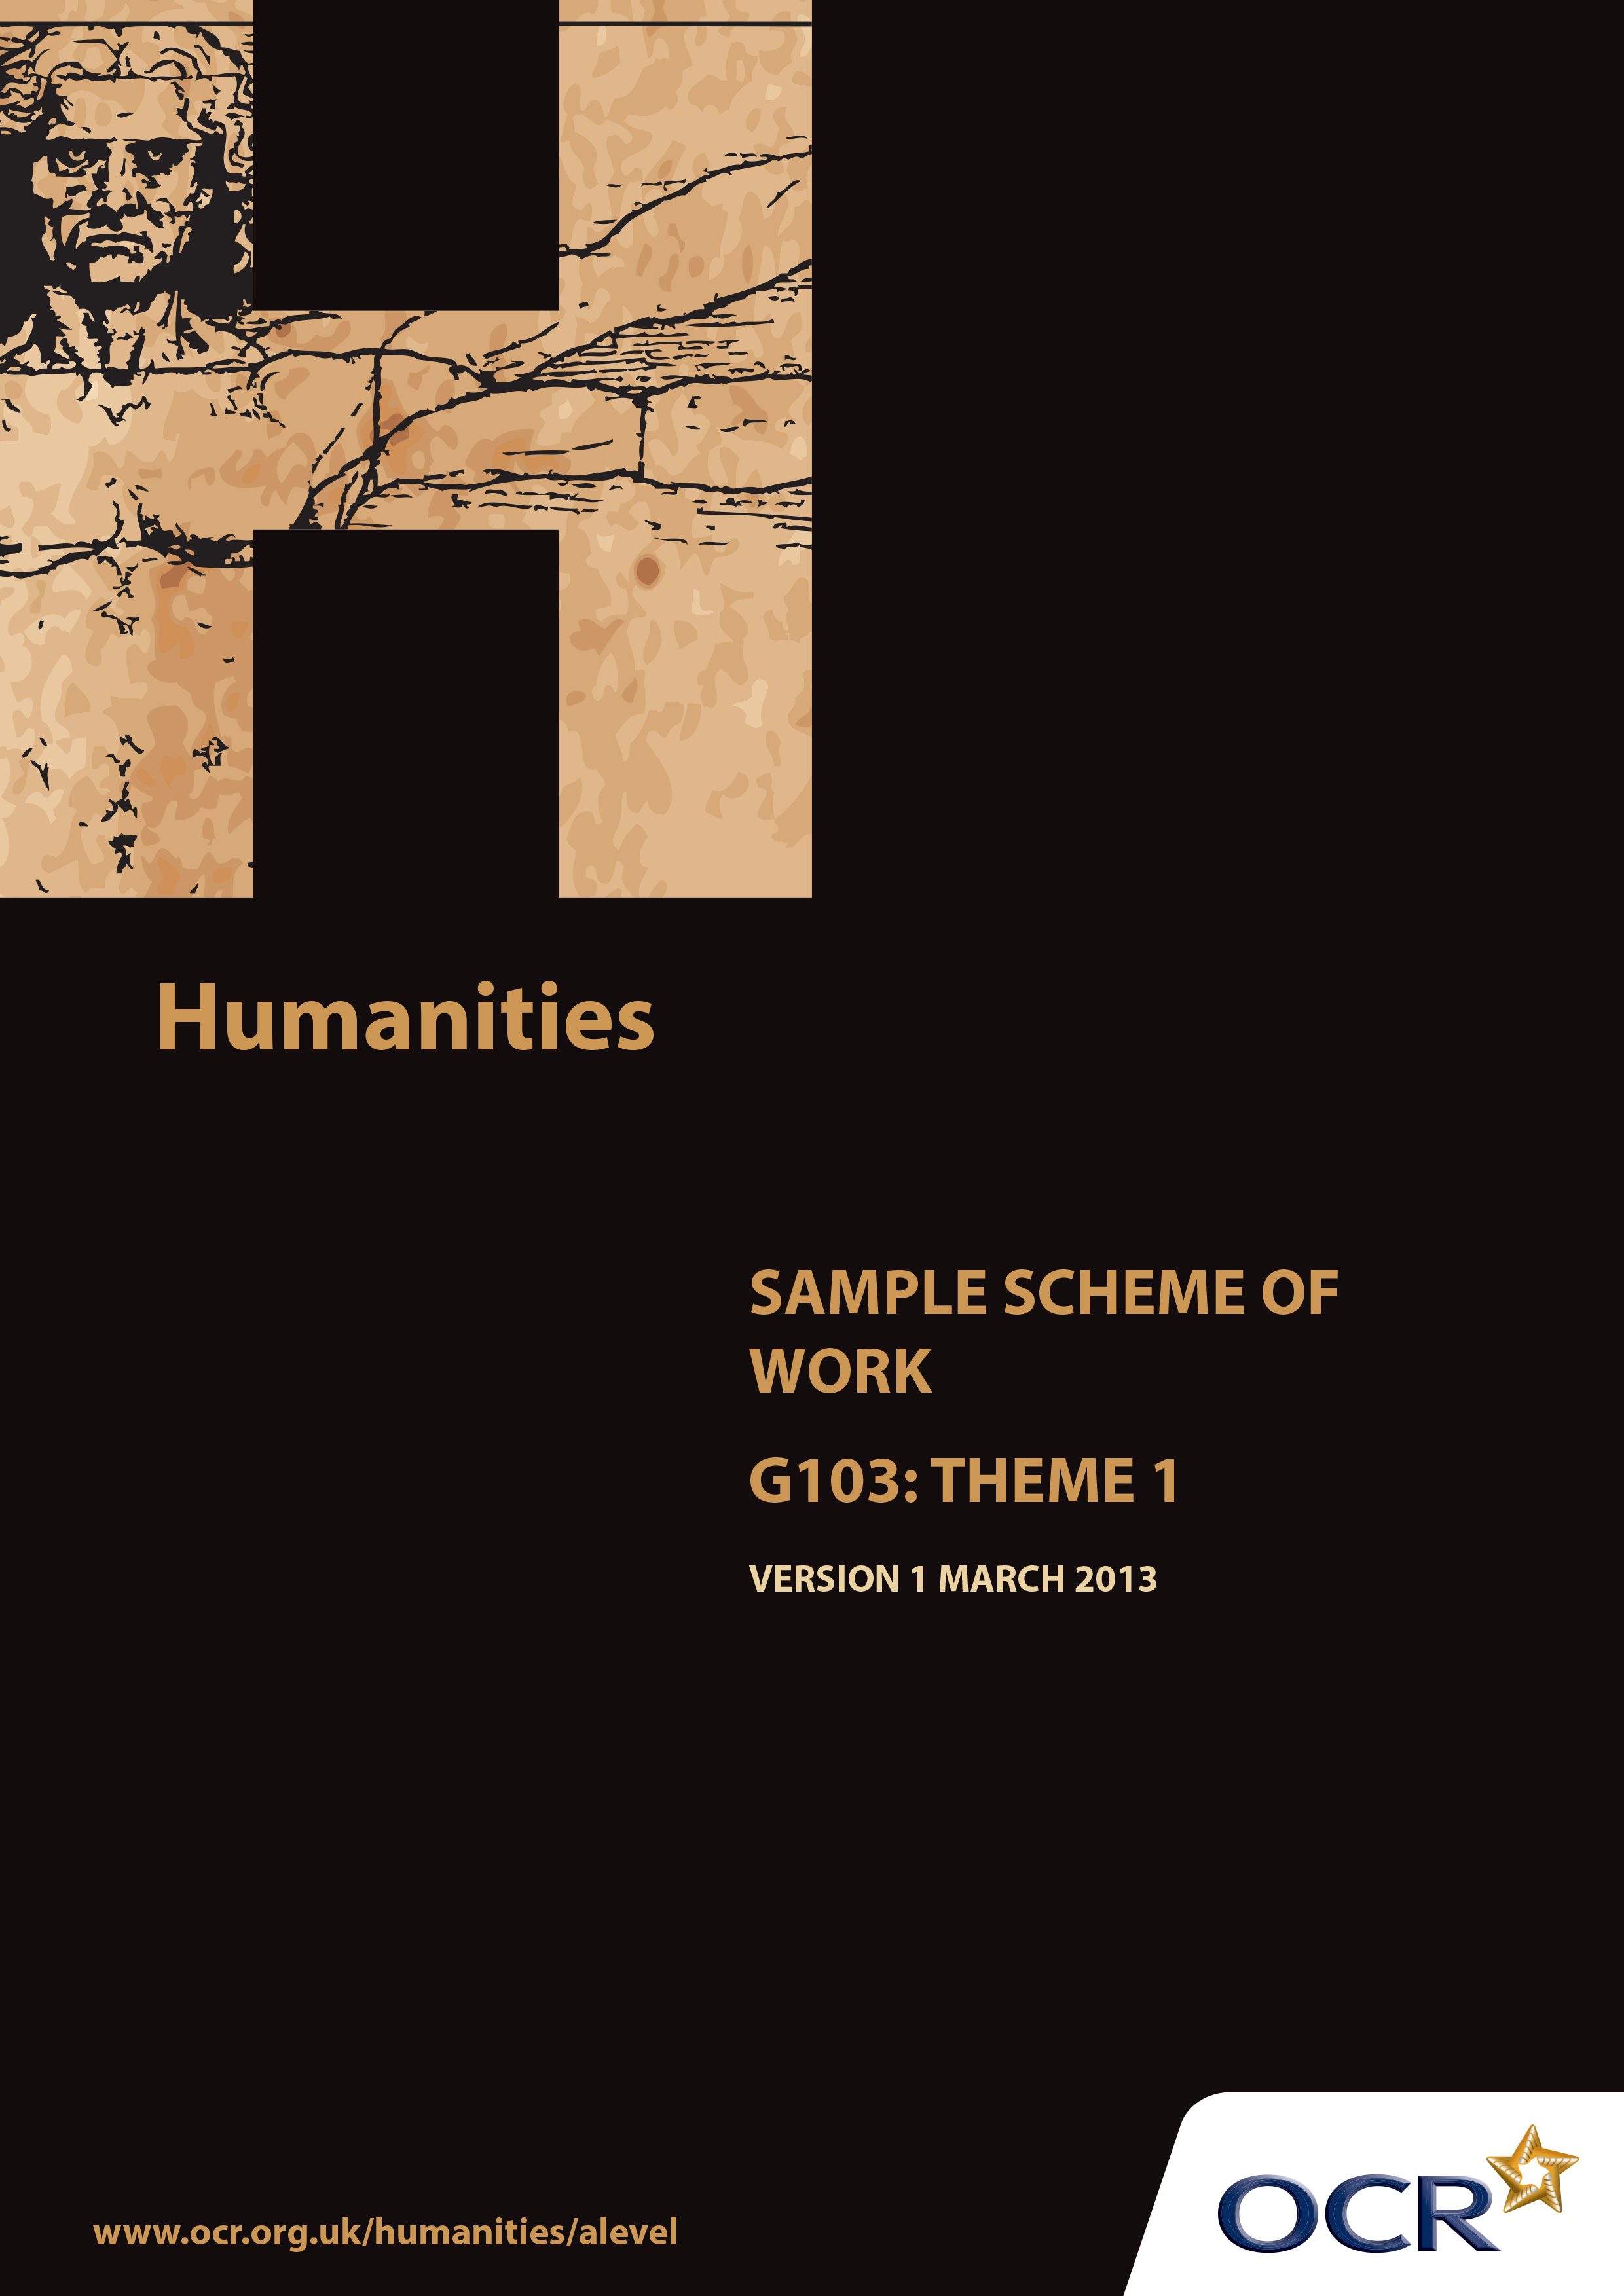 Humanities
SAMPLE SCHEME OF
WORK
G103: THEME 1
VERSION 1 MARCH 2013
www.ocr.org.uk/humanities/alevel
OCR